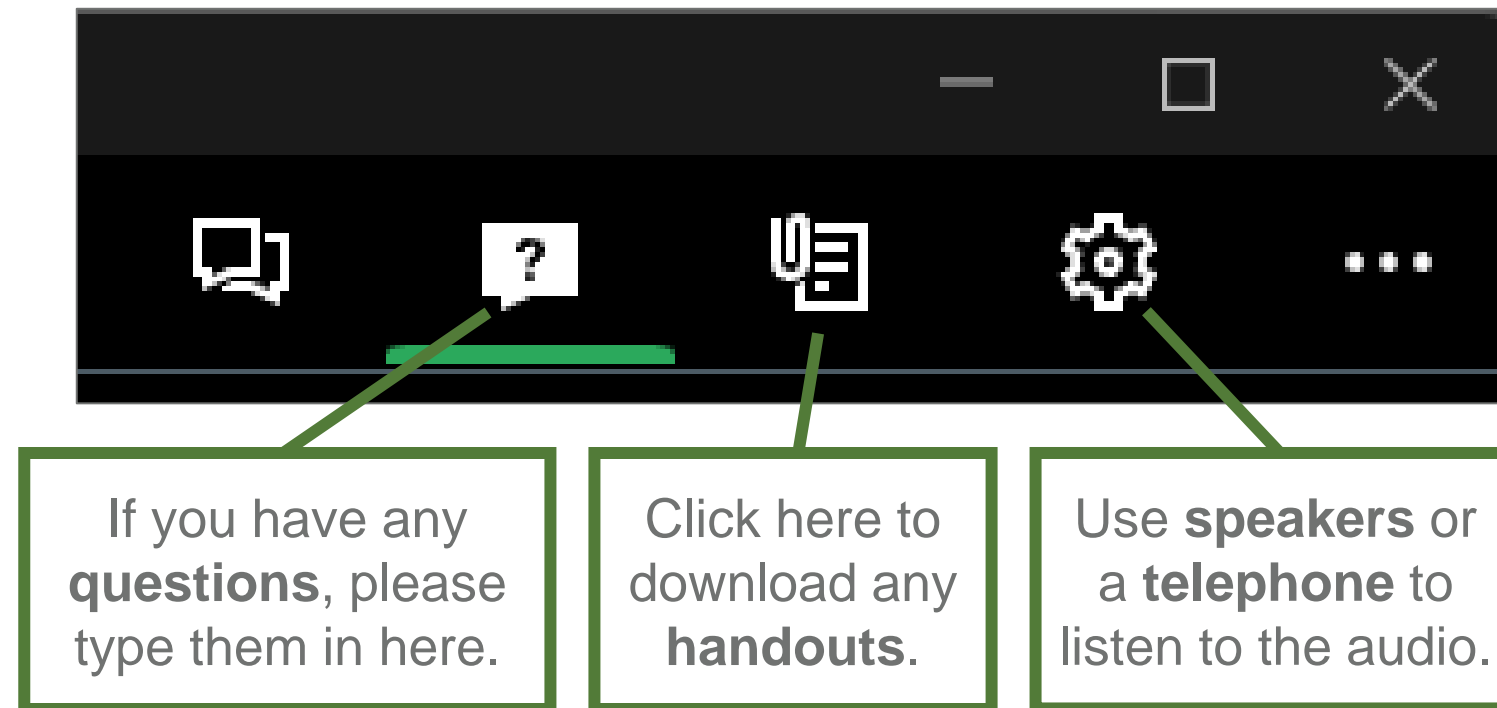 ?
If you have any
questions, please
type them in here.
Click here to
download any
handouts.
Use speakers or
a telephone to
listen to the audio.